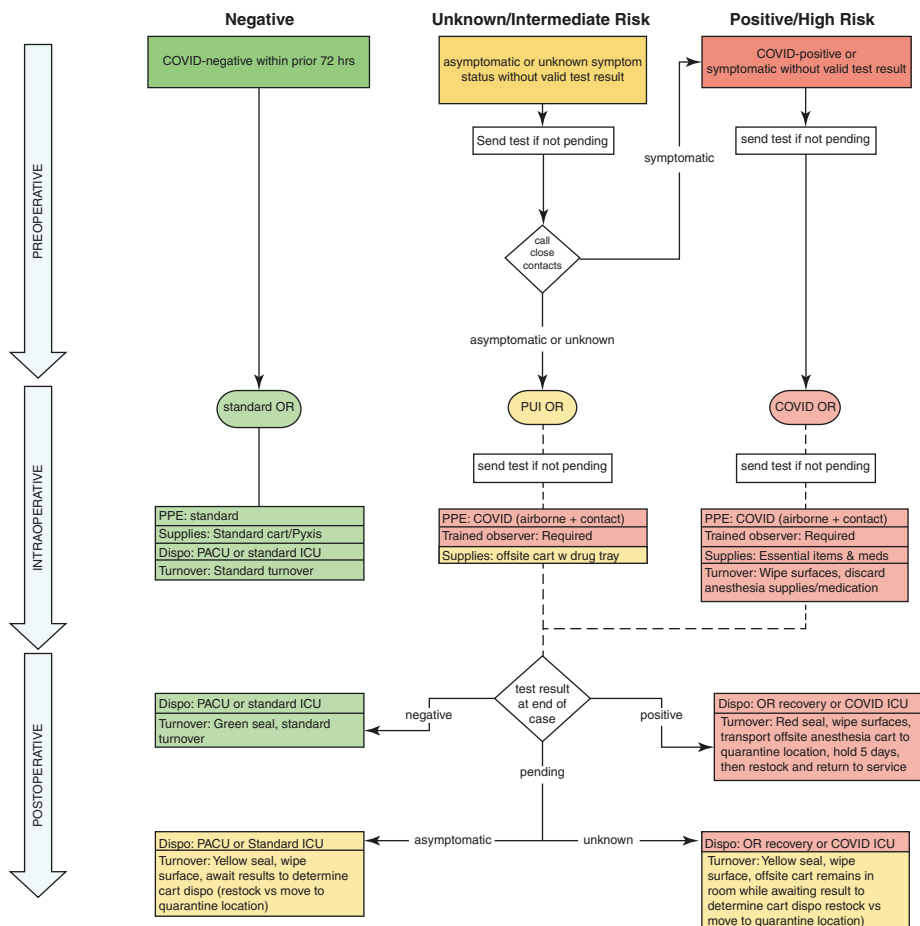 Negative
Unknown/Intermediate Risk
Positive/High Risk
COVID-negative within prior 72 hrs
asymptomatic or unknown symptom
status without valid test result
COVID-positive or
symptomatic without valid test result
Send test if not pending
send test if not pending
symptomatic
call
close
contacts
asymptomatic or unknown
PREOPERATIVE
standard OR
PUI OR
COVID OR
send test if not pending
send test if not pending
INTRAOPERATIVE
PPE: standard
Supplies: Standard cart/Pyxis
Dispo: PACU or standard ICU
Turnover: Standard turnover
PPE: COVID (airborne + contact)
Trained observer: Required
Supplies: offsite cart w drug tray
PPE: COVID (airborne + contact)
Trained observer: Required
Supplies: Essential items & meds
Turnover: Wipe surfaces, discard
anesthesia supplies/medication
POSTOPERATIVE
test result
at end of
case
negative
positive
pending
Dispo: PACU or standard ICU
Turnover: Green seal, standard
turnover
Dispo: OR recovery or COVID ICU
Turnover: Red seal, wipe surfaces,
transport offsite anesthesia cart to
quarantine location, hold 5 days,
then restock and return to service
asymptomatic
unknown
Dispo: PACU or Standard ICU
Turnover: Yellow seal, wipe
surface, await results to determine
cart dispo (restock vs move to
quarantine location)
Dispo: OR recovery or COVID ICU
Turnover: Yellow seal, wipe
surface, offsite cart remains in
room while awaiting result to
determine cart dispo restock vs
move to quarantine location)